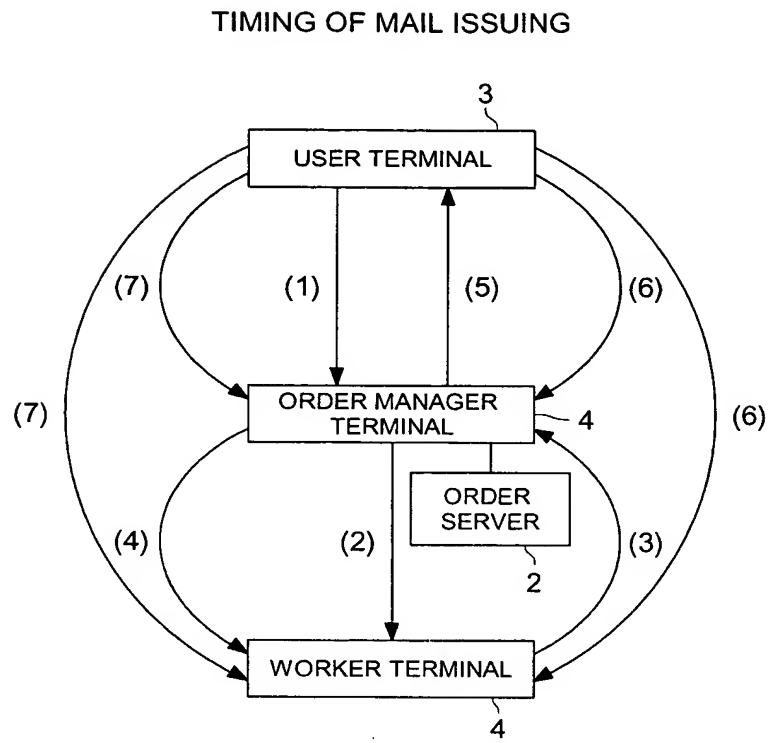 TIMING OF MAIL ISSUING
3
USER TERMINAL
(7)
(1)
(5)
(6)
(7)
ORDER MANAGER
TERMINAL
4
(6)
ORDER
SERVER
(4)
(2)
(3)
2
WORKER TERMINAL
4